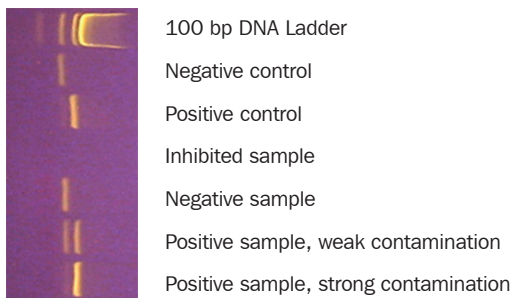 100 bp DNA Ladder
Negative control
Positive control
Inhibited sample
Negative sample
Positive sample, weak contamination
Positive sample, strong contamination